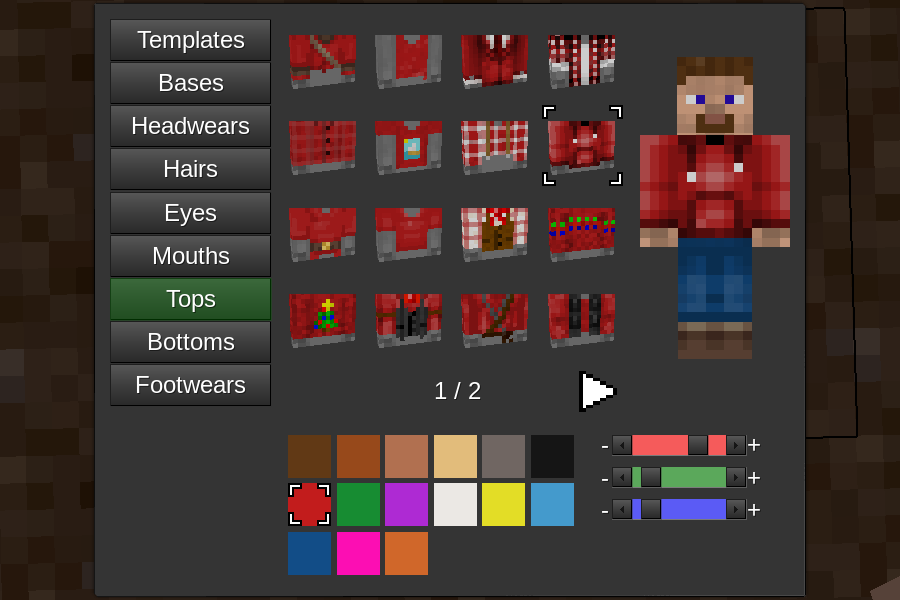 Templates
Bases
Headwears
Hairs
Eyes
Mouths
Tops
Bottoms
Footwears
1 / 2
- +
- +
- +